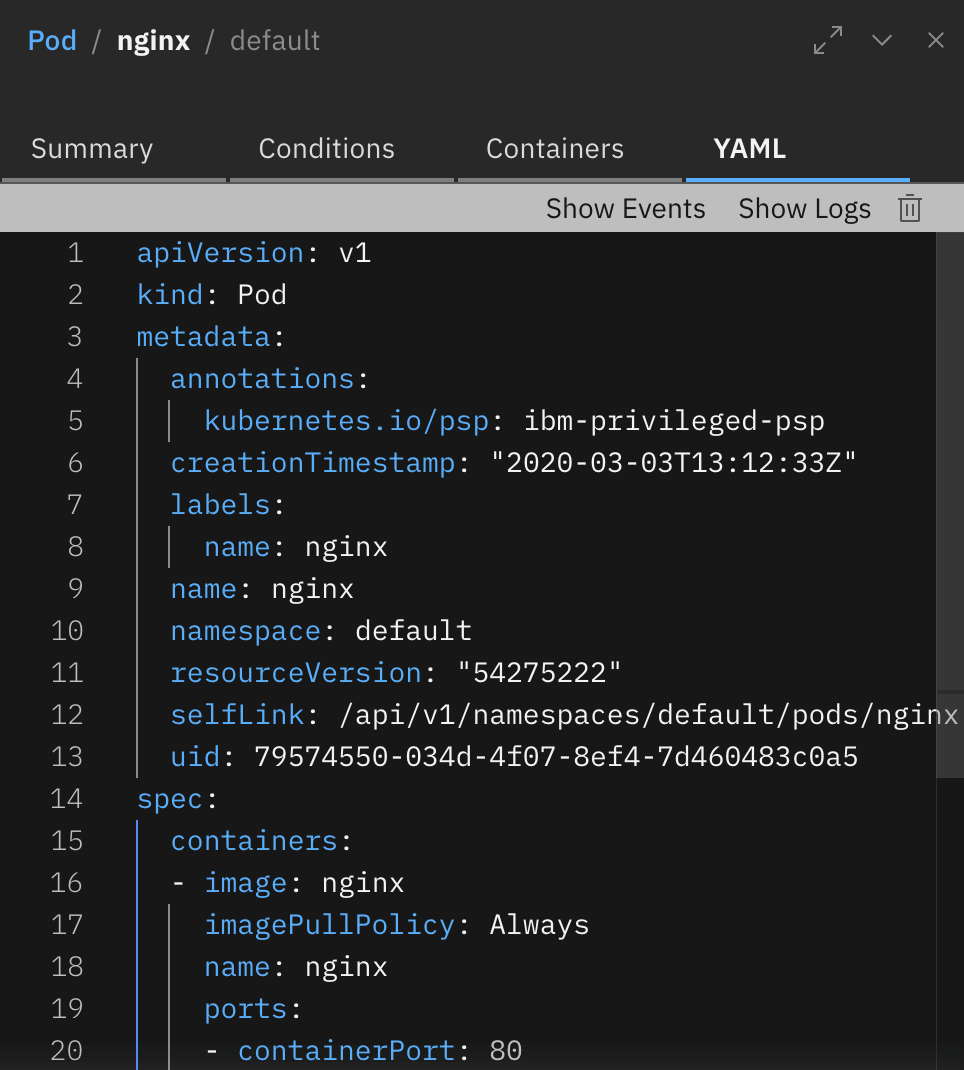 Pod / nginx / default
Summary Conditions Containers YAML
Show Events Show Logs
1 apiVersion: v1
2 kind: Pod
3 metadata:
4   annotations:
5     kubernetes.io/psp: ibm-privileged-psp
6   creationTimestamp: "2020-03-03T13:12:33Z"
7   labels:
8     name: nginx
9   name: nginx
10   namespace: default
11   resourceVersion: "54275222"
12   selfLink: /api/v1/namespaces/default/pods/nginx
13   uid: 79574550-034d-4f07-8ef4-7d460483c0a5
14 spec:
15   containers:
16   - image: nginx
17     imagePullPolicy: Always
18     name: nginx
19     ports:
20     - containerPort: 80